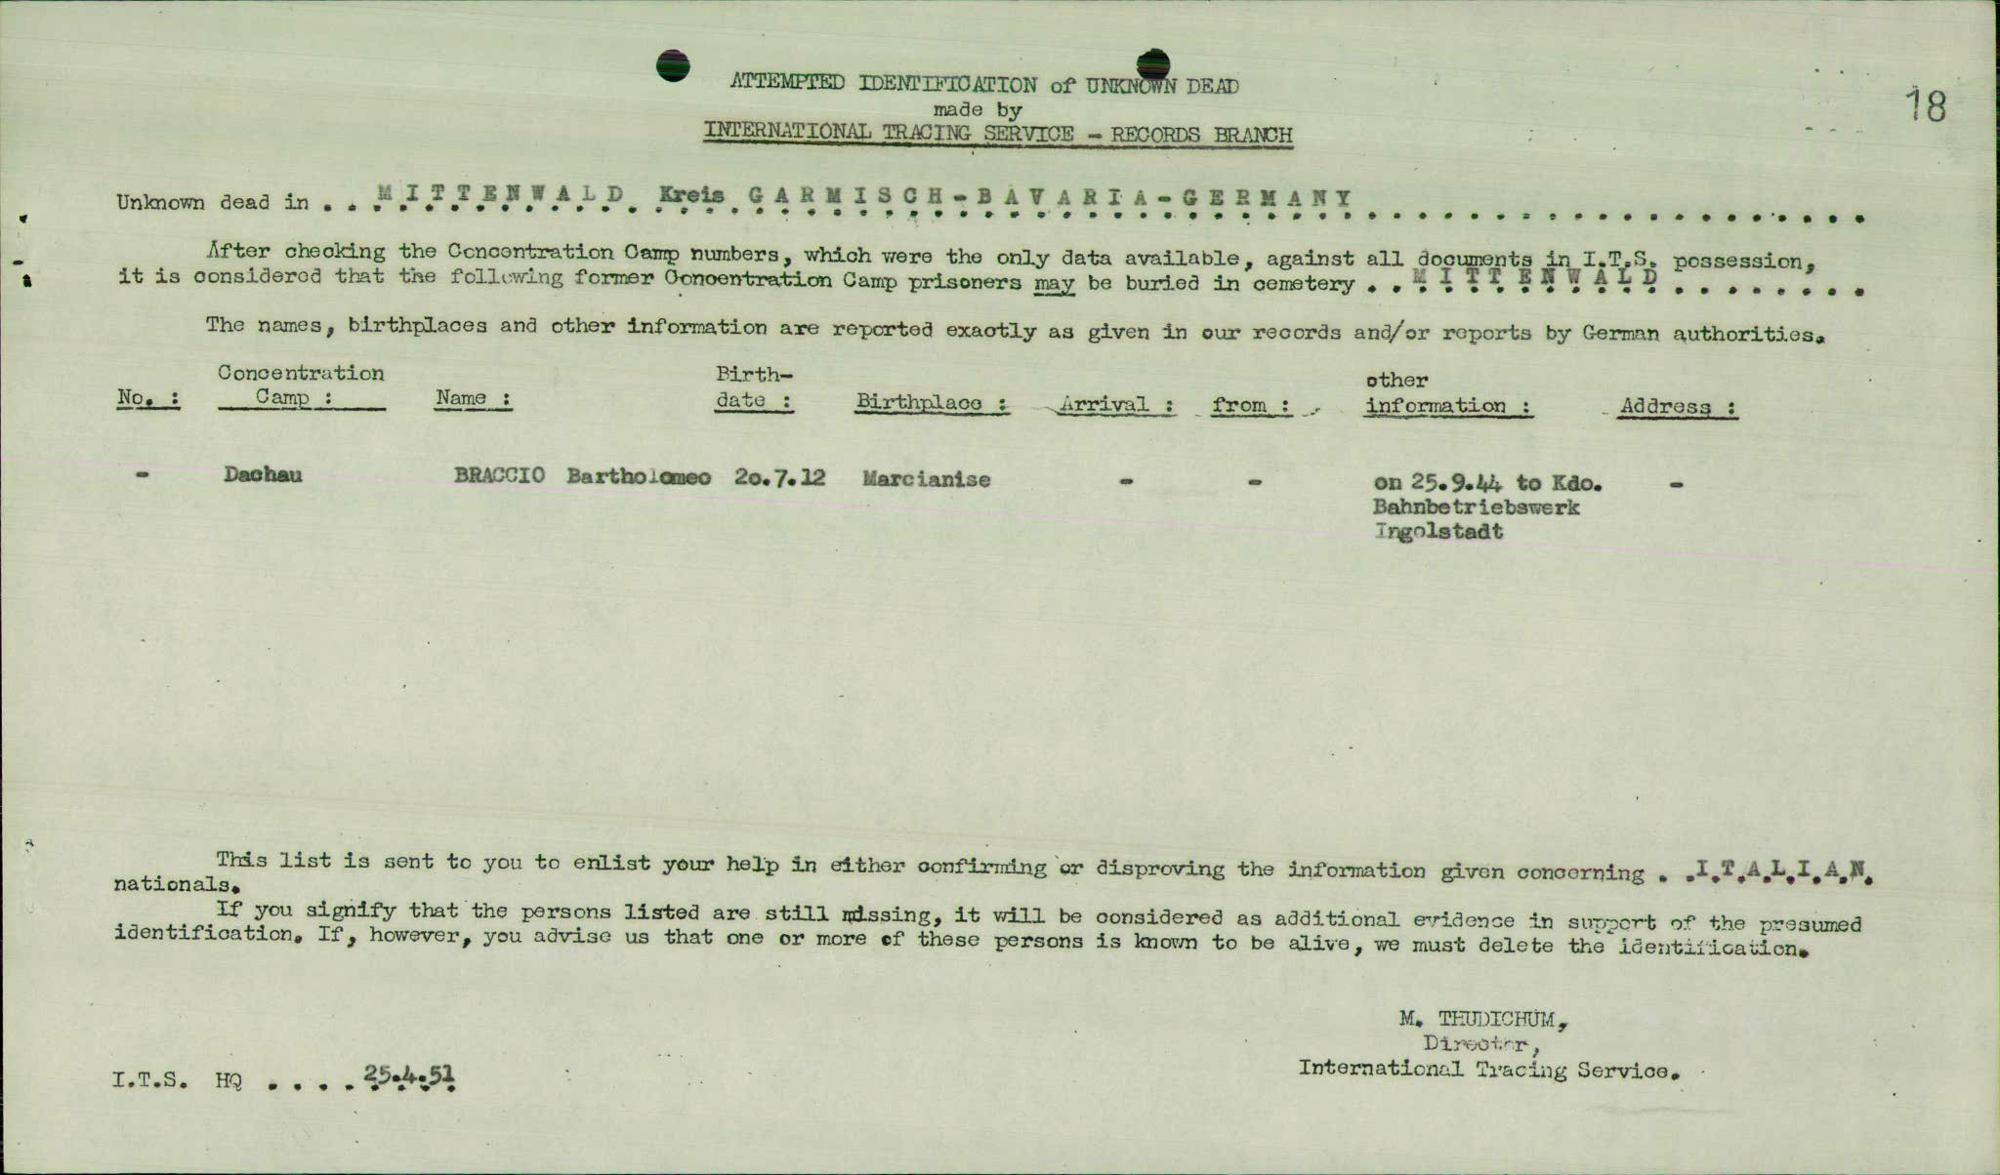 18
ATTEMPTED IDENTIFICATION of UNKNOWN DEAD
made by
INTERNATIONAL TRACING SERVICE - RECORDS BRANCH
Unknown dead in . . MITTENWALD Kreis GARMISCH-BAVARIA-GERMANY
After checking the Concentration Camp numbers, which were the only data available, against all documents in I.T.S. possession,
it is considered that the following former Concentration Camp prisoners may be buried in cemetery . . MITTENWALD . . . . . . . .
The names, birthplaces and other information are reported exactly as given in our records and/or reports by German authorities.
No. : Concentration Camp : Name : Birth-date : Birthplace : Arrival : from : other information : Address :
- Dachau BRACCIO Bartholomeo 20.7.12 Marcianise - - on 25.9.44 to Kdo. -
Bahnbetriebswerk
Ingolstadt
This list is sent to you to enlist your help in either confirming or disproving the information given concerning . .I.T.A.L.I.A.N.
nationals.
If you signify that the persons listed are still missing, it will be considered as additional evidence in support of the presumed
identification. If, however, you advise us that one or more of these persons is known to be alive, we must delete the identification.
M. THUDICHUM,
Director,
International Tracing Service.
I.T.S. HQ . . . . 25.4.51